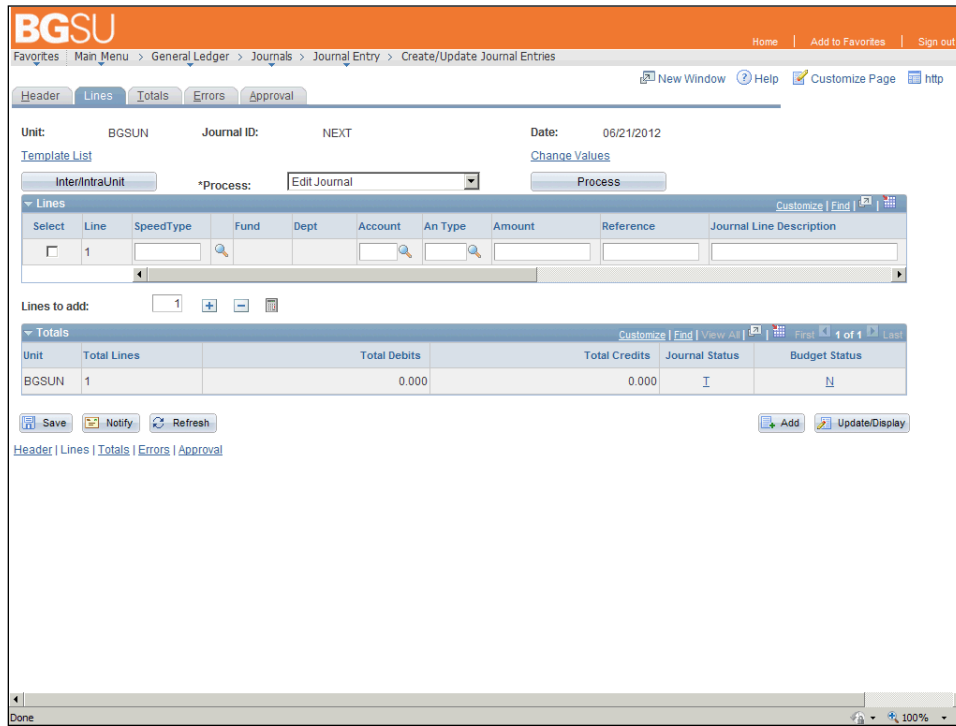 BGSU
Home | Add to Favorites | Sign out
Favorites Main Menu > General Ledger > Journals > Journal Entry > Create/Update Journal Entries
New Window Help Customize Page http
Header Lines Totals Errors Approval
Unit: BGSUN Journal ID: NEXT Date: 06/21/2012
Template List Change Values
Inter/IntraUnit *Process: Edit Journal Process
Lines Customize | Find |
Select Line SpeedType Fund Dept Account An Type Amount Reference Journal Line Description
1
Lines to add: 1
Totals Customize | Find | View All | First 1 of 1 Last
Unit Total Lines Total Debits Total Credits Journal Status Budget Status
BGSUN 1 0.000 0.000 T N
Save Notify Refresh Add Update/Display
Header | Lines | Totals | Errors | Approval
Done 100%